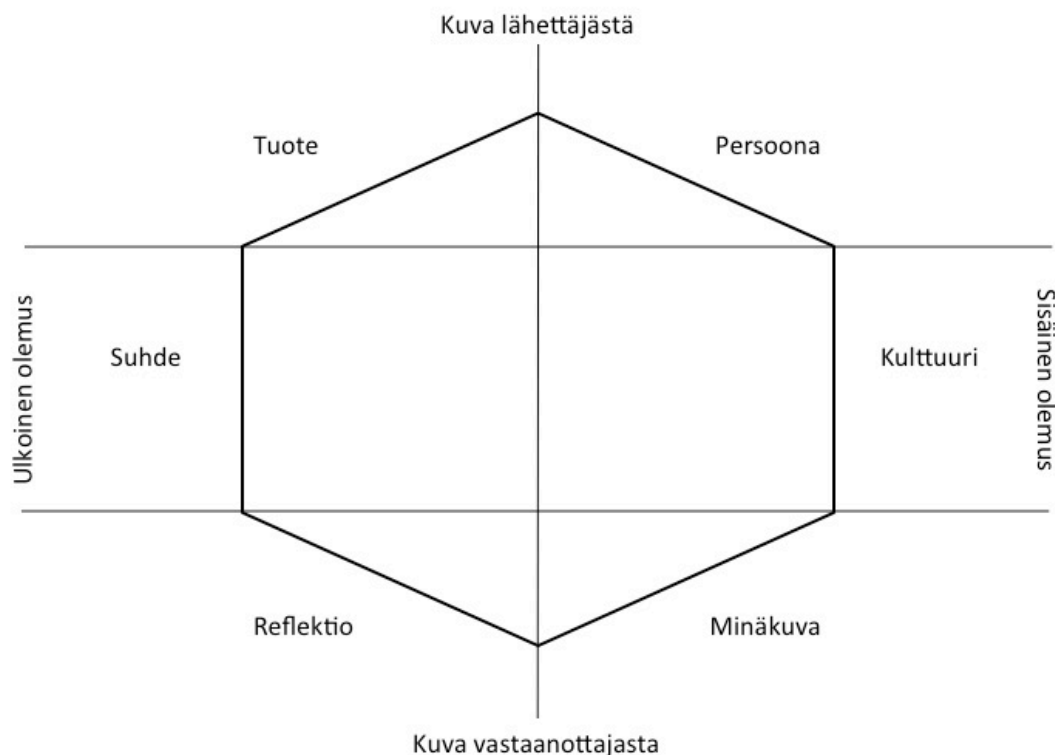 Kuva lähettäjästä
Tuote
Persoona
Ulkoinen olemus
Suhde
Kulttuuri
Sisäinen olemus
Reflektio
Minäkuva
Kuva vastaanottajasta